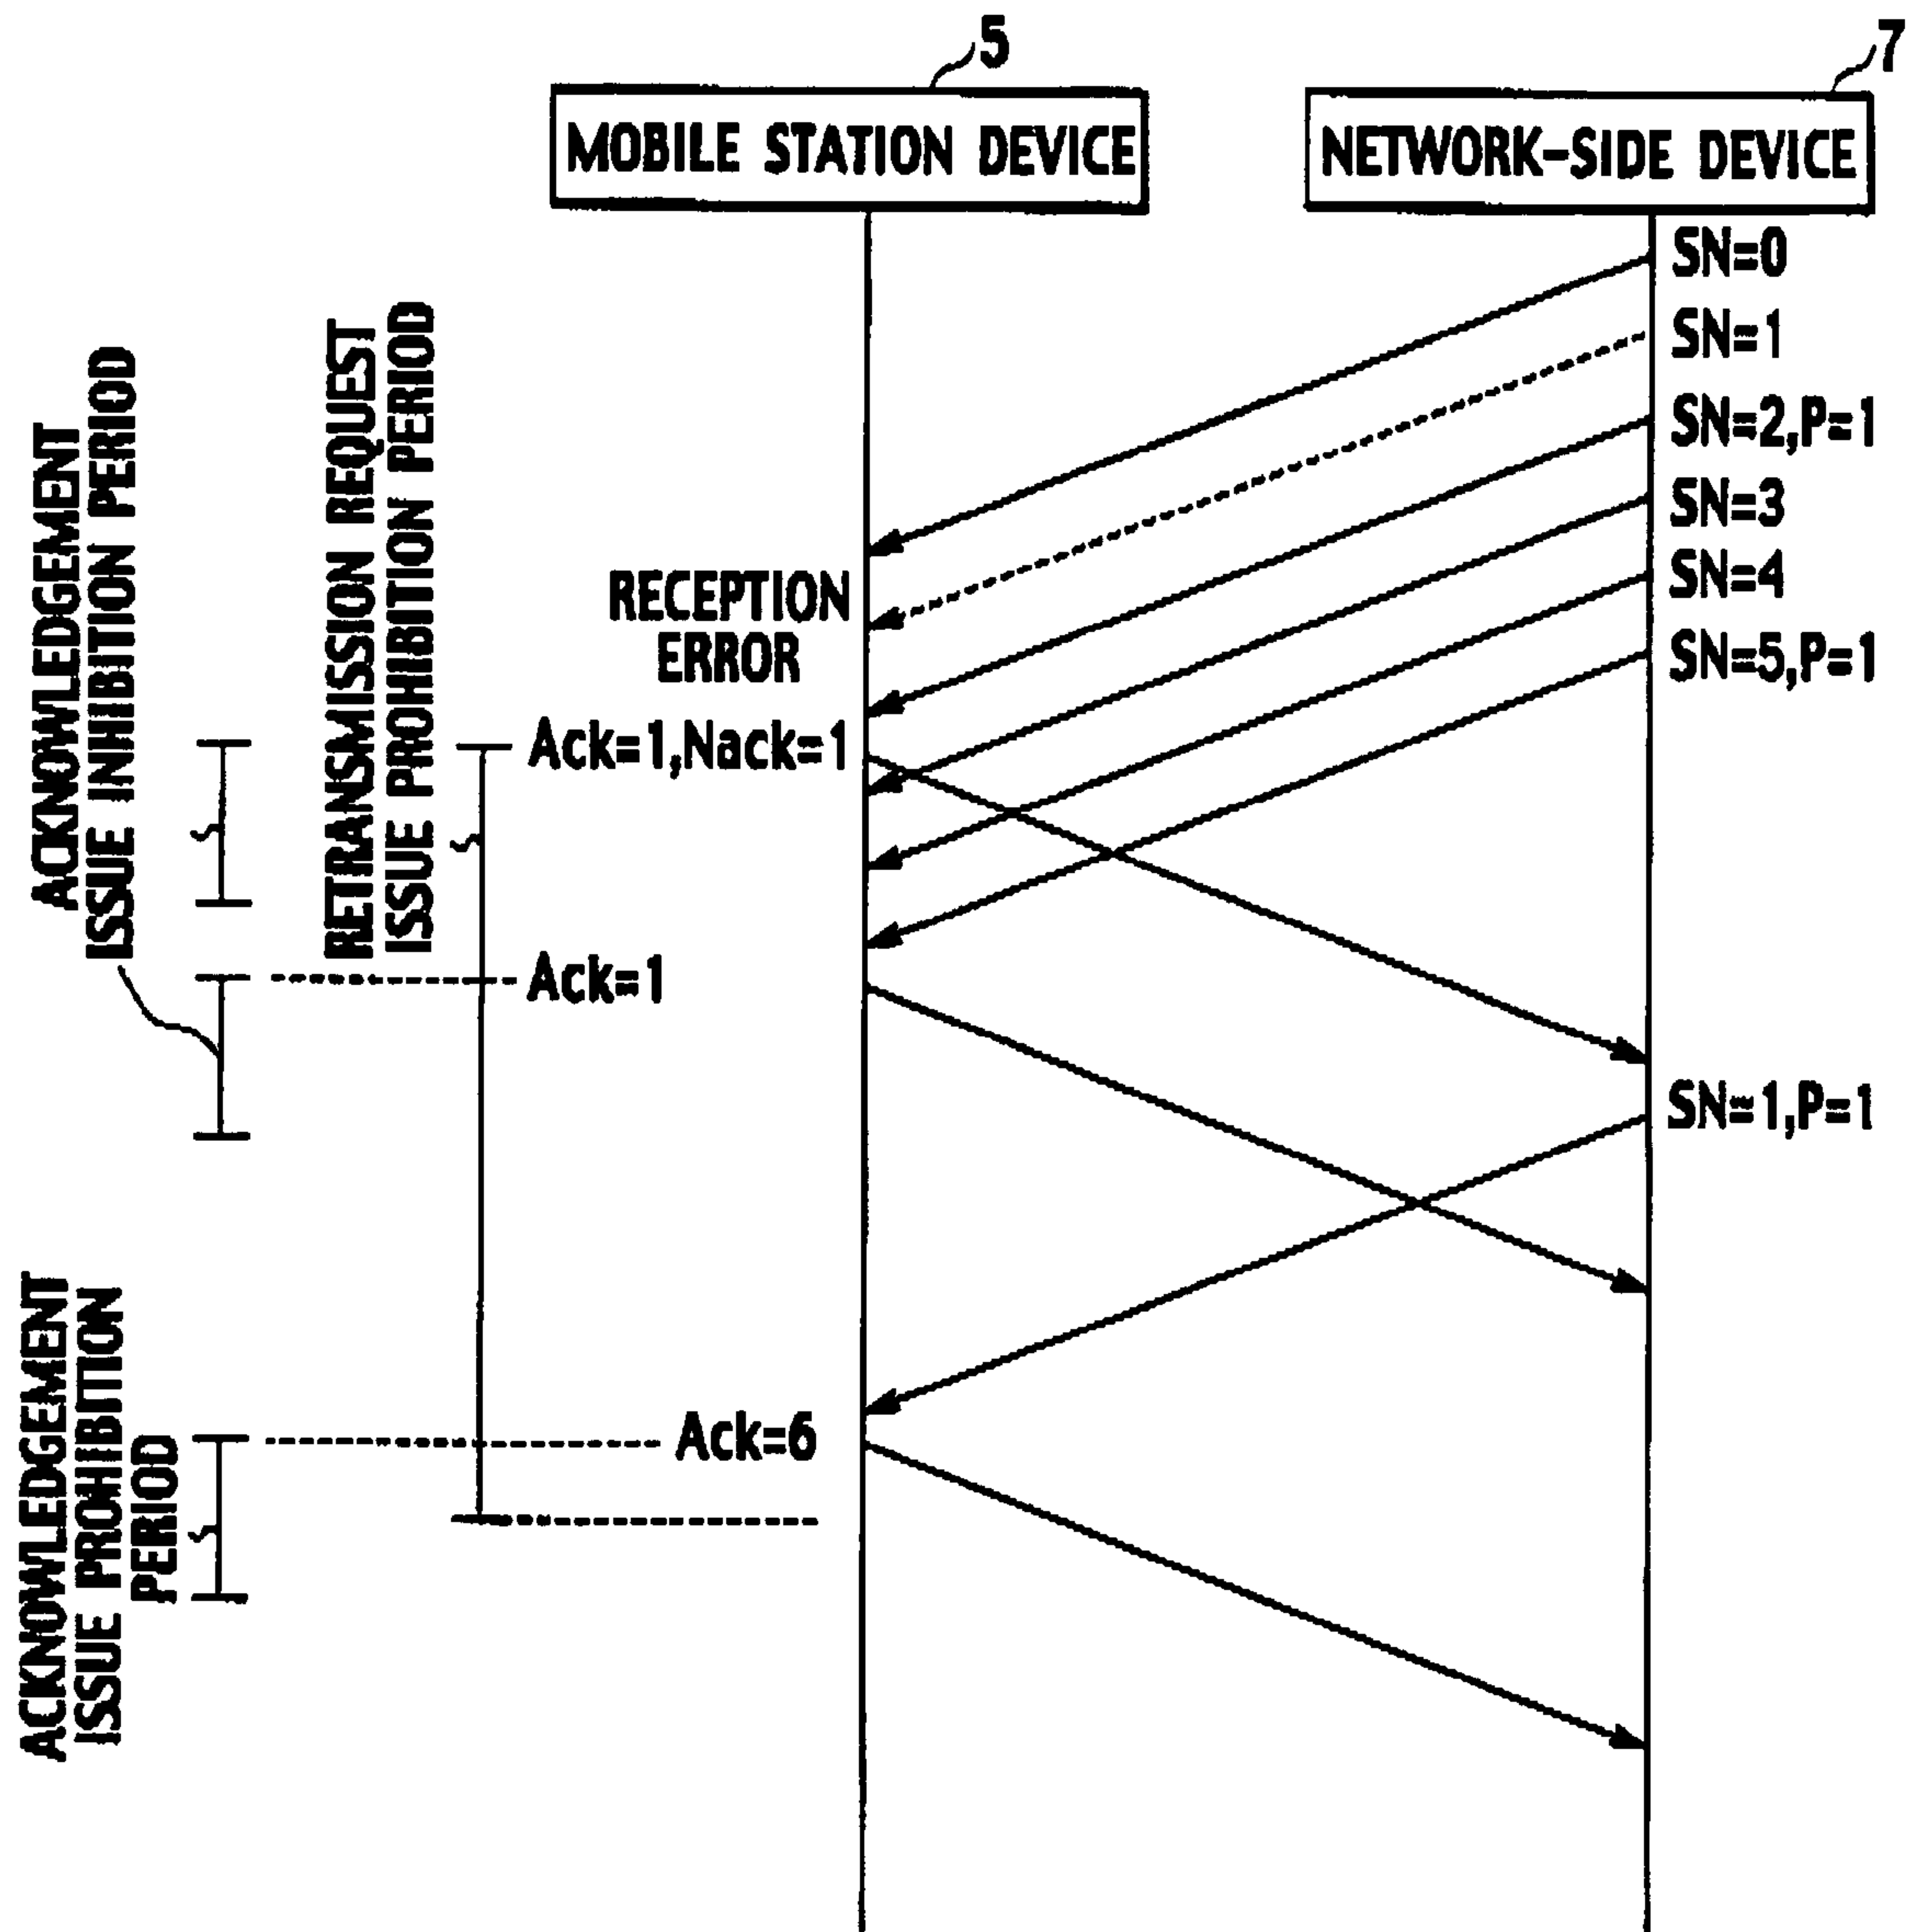 5
7
MOBILE STATION DEVICE
NETWORK-SIDE DEVICE
SN=0
SN=1
SN=2,P=1
SN=3
SN=4
SN=5,P=1
RECEPTION
ERROR
ACKNOWLEDGEMENT
ISSUE INHIBITION PERIOD
RETRANSMISSION REQUEST
ISSUE PROHIBITION PERIOD
Ack=1,Nack=1
Ack=1
SN=1,P=1
ACKNOWLEDGEMENT
ISSUE PROHIBITION
PERIOD
Ack=6